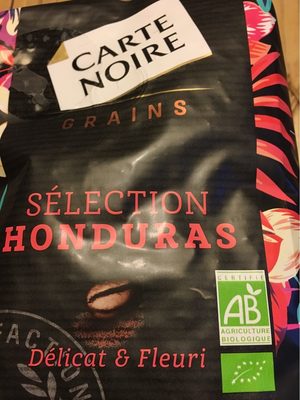 CARTE
NOIRE
GRAINS
SÉLECTION
HONDURAS
CERTIFIÉ
AB
AGRICULTURE
BIOLOGIQUE
Délicat & Fleuri